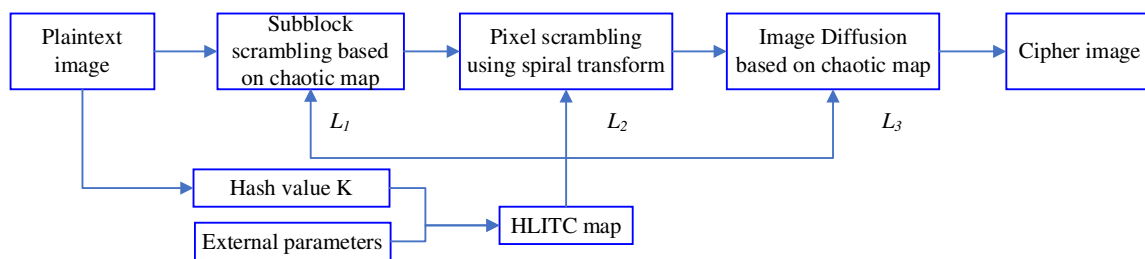 Plaintext
image
Subblock
scrambling based
on chaotic map
Pixel scrambling
using spiral transform
Image Diffusion
based on chaotic map
Cipher image
L1
L2
L3
Hash value K
External parameters
HLITC map